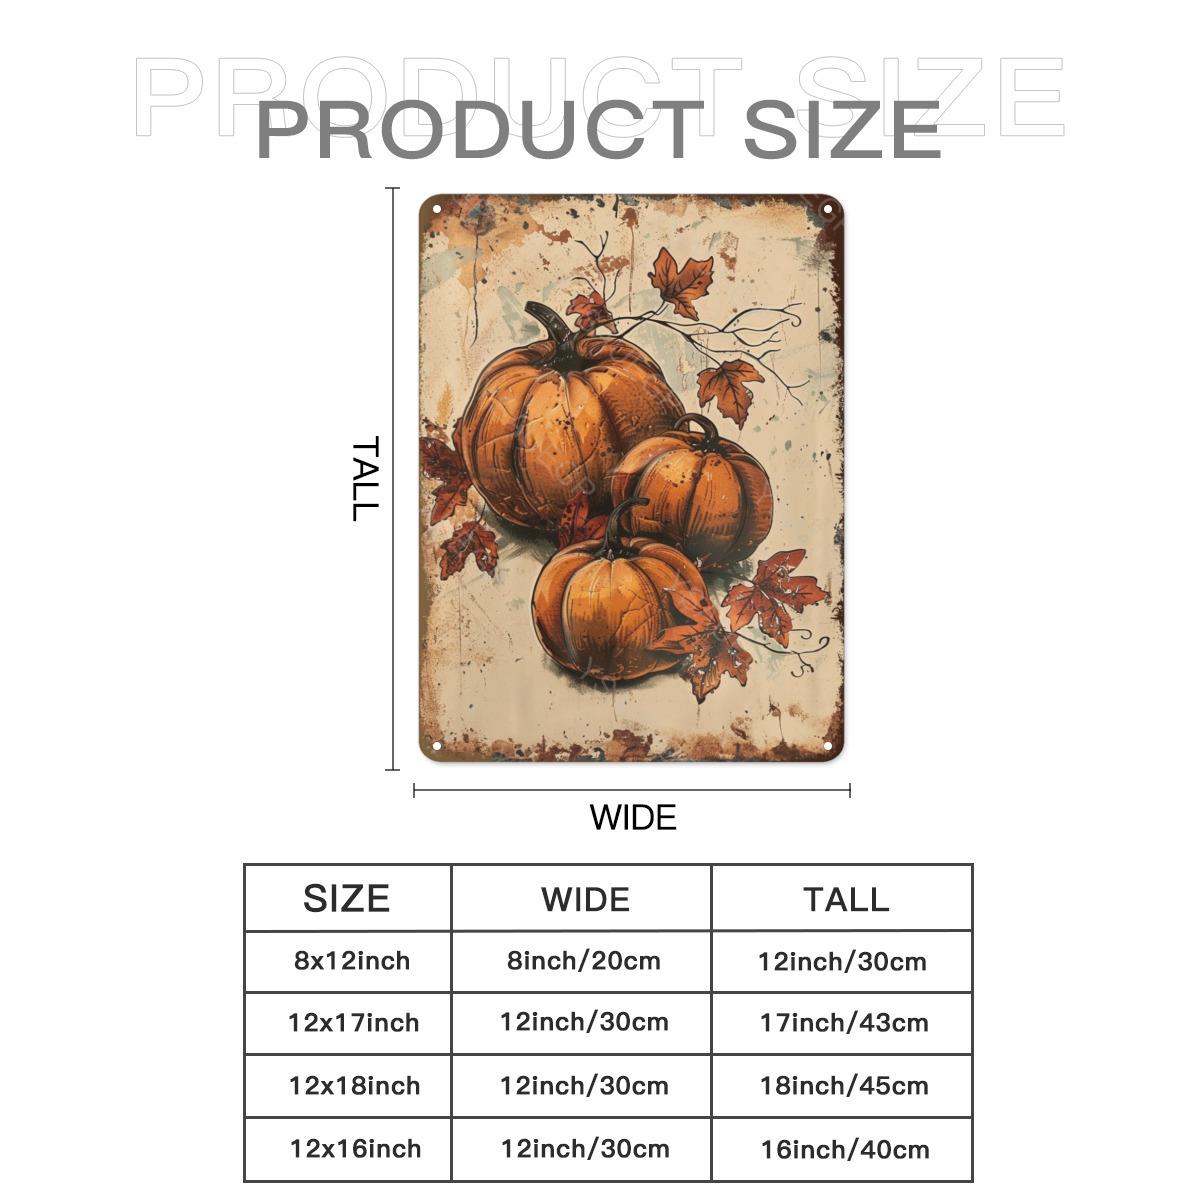 PRODUCT SIZE
PRODUCT SIZE
TALL
WIDE
SIZE WIDE TALL
8x12inch 8inch/20cm 12inch/30cm
12x17inch 12inch/30cm 17inch/43cm
12x18inch 12inch/30cm 18inch/45cm
12x16inch 12inch/30cm 16inch/40cm